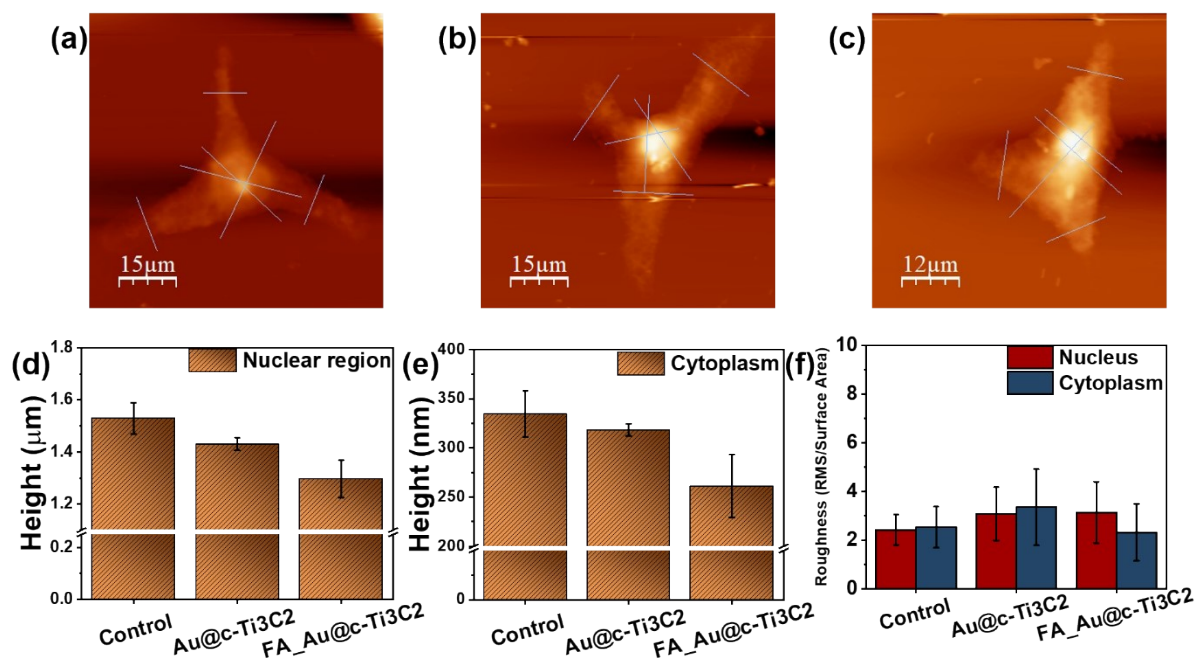 (a)
15µm
(b)
15µm
(c)
12µm
(d)
Nuclear region
Height (µm)
1.8
1.6
1.4
1.2
0.2
0.0
Control
Au@c-Ti3C2
FA_Au@c-Ti3C2
(e)
Cytoplasm
Height (nm)
400
350
300
250
200
0
Control
Au@c-Ti3C2
FA_Au@c-Ti3C2
(f)
Nucleus
Cytoplasm
Roughness (RMS/Surface Area)
10
8
6
4
2
0
Control
Au@c-Ti3C2
FA_Au@c-Ti3C2